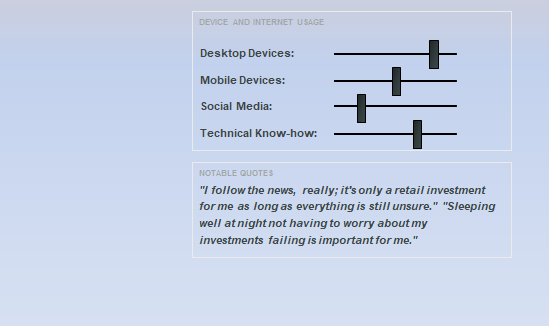 DEVICE AND INTERNET USAGE
Desktop Devices:
Mobile Devices:
Social Media:
Technical Know-how:
NOTABLE QUOTES
"I follow the news, really; it's only a retail investment
for me as long as everything is still unsure." "Sleeping
well at night not having to worry about my
investments failing is important for me."